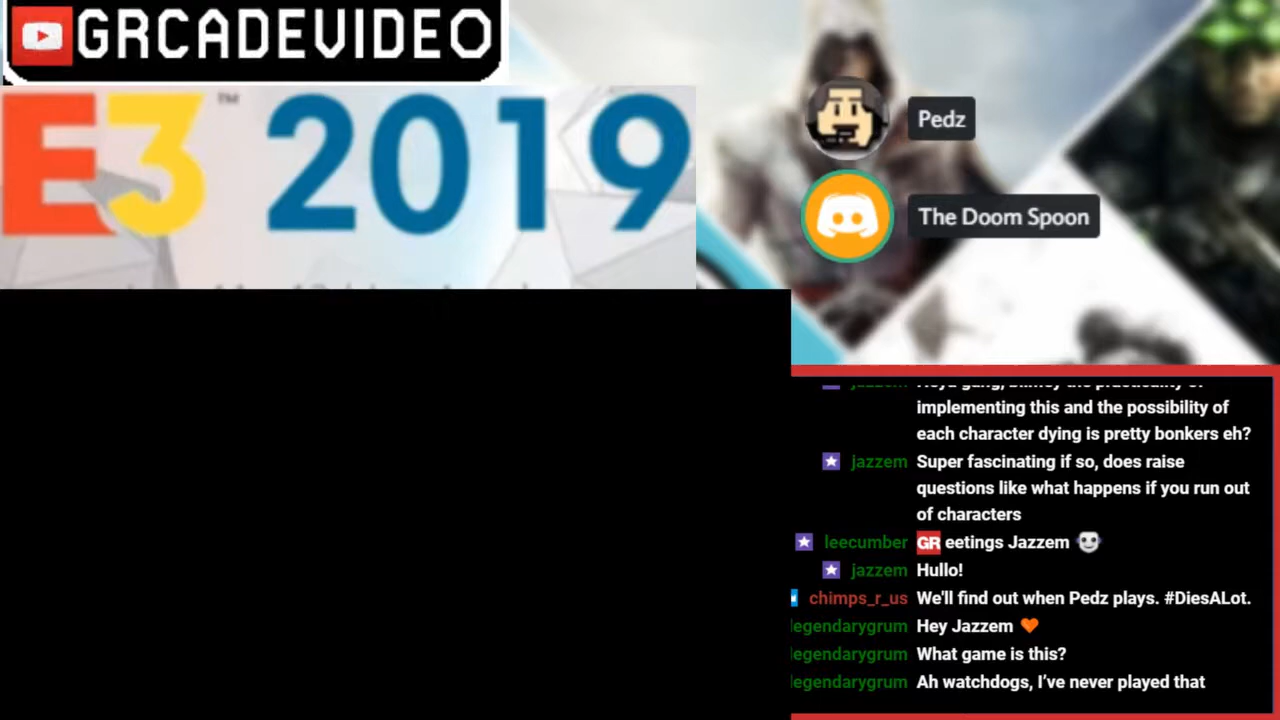 GRCADEVIDEO
E3™ 2019
Pedz
The Doom Spoon
implementing this and the possibility of
each character dying is pretty bonkers eh?
jazzem Super fascinating if so, does raise
questions like what happens if you run out
of characters
leecumber GR eetings Jazzem
jazzem Hullo!
chimps_r_us We'll find out when Pedz plays. #DiesALot.
legendarygrum Hey Jazzem
legendarygrum What game is this?
legendarygrum Ah watchdogs, I've never played that